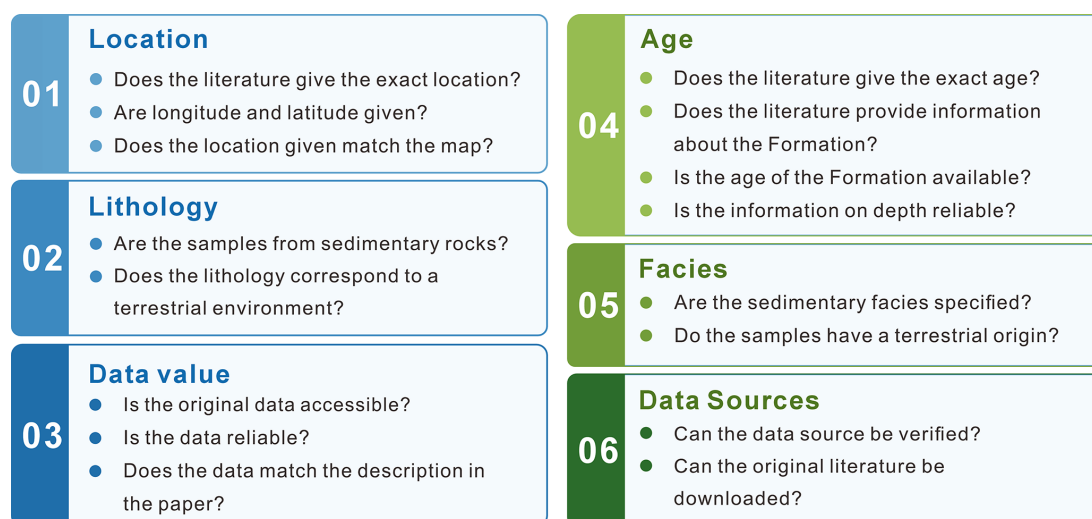 01
Location
Does the literature give the exact location?
Are longitude and latitude given?
Does the location given match the map?
02
Lithology
Are the samples from sedimentary rocks?
Does the lithology correspond to a
terrestrial environment?
03
Data value
Is the original data accessible?
Is the data reliable?
Does the data match the description in
the paper?
04
Age
Does the literature give the exact age?
Does the literature provide information
about the Formation?
Is the age of the Formation available?
Is the information on depth reliable?
05
Facies
Are the sedimentary facies specified?
Do the samples have a terrestrial origin?
06
Data Sources
Can the data source be verified?
Can the original literature be
downloaded?